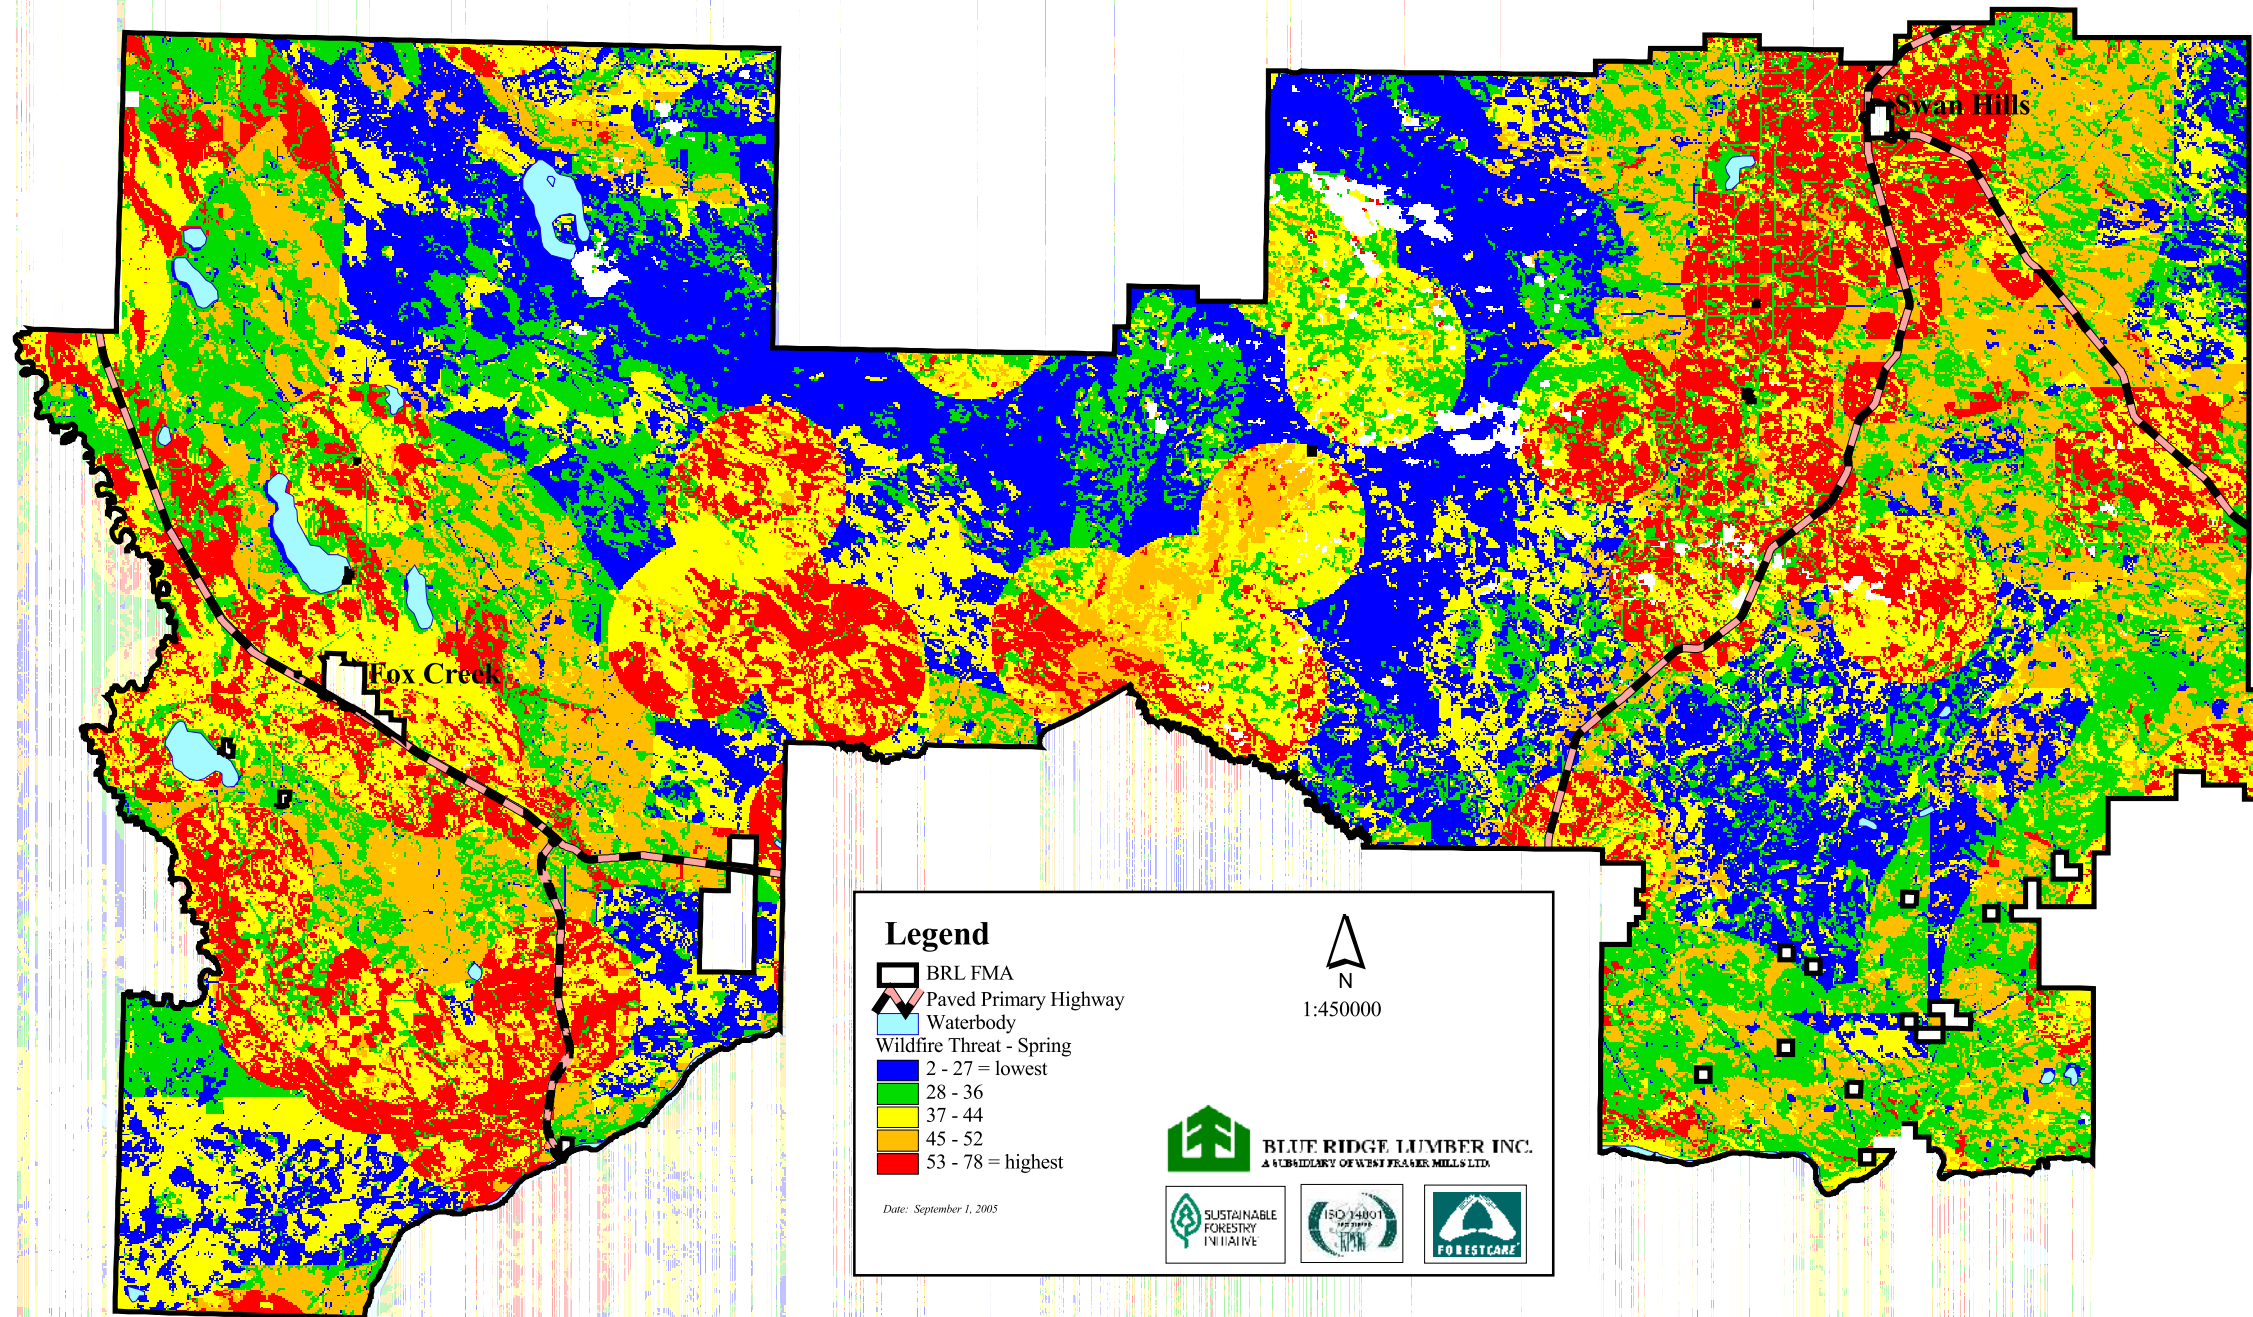 Swan Hills
Fox Creek
Legend
BRL FMA
Paved Primary Highway
Waterbody
Wildfire Threat - Spring
2 - 27 = lowest
28 - 36
37 - 44
45 - 52
53 - 78 = highest
Date: September 1, 2005
N
1:450000
BLUE RIDGE LUMBER INC.
A SUBSIDIARY OF WEST FRASER MILLS LTD.
SUSTAINABLE
FORESTRY
INITIATIVE
ISO 14001
FORESTCARE